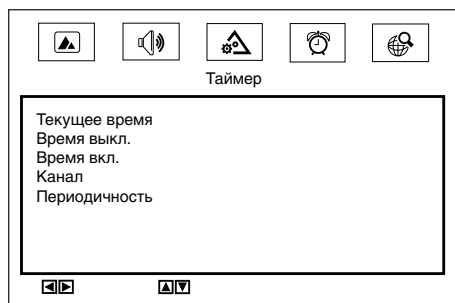 Таймер
Текущее время
Время выкл.
Время вкл.
Канал
Периодичность